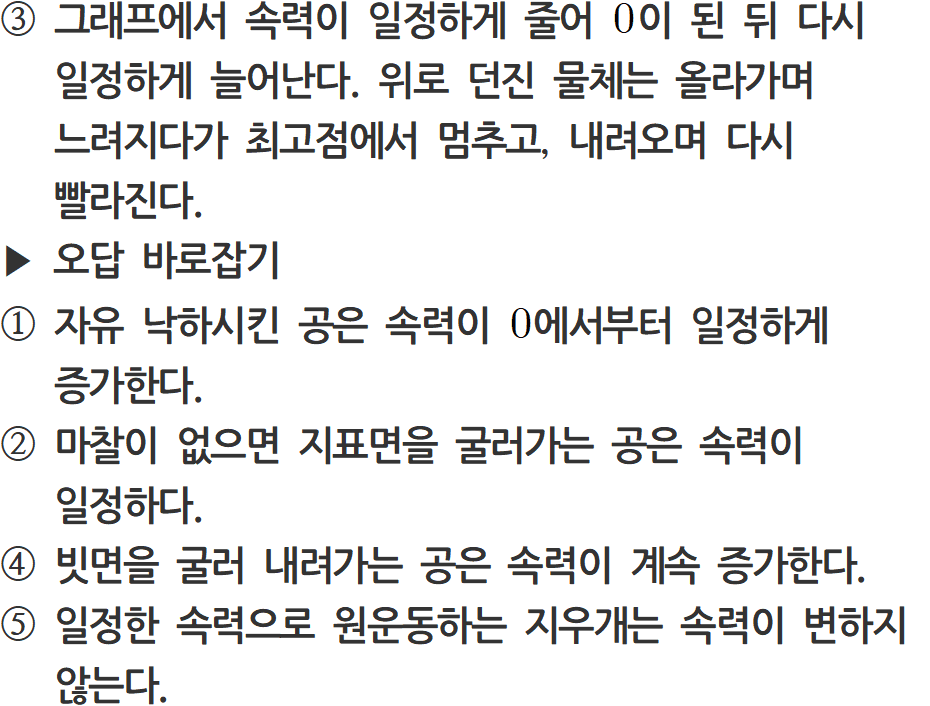 ③ 그래프에서 속력이 일정하게 줄어 0이 된 뒤 다시
일정하게 늘어난다. 위로 던진 물체는 올라가며
느려지다가 최고점에서 멈추고, 내려오며 다시
빨라진다.
▶ 오답 바로잡기
① 자유 낙하시킨 공은 속력이 0에서부터 일정하게
증가한다.
② 마찰이 없으면 지표면을 굴러가는 공은 속력이
일정하다.
④ 빗면을 굴러 내려가는 공은 속력이 계속 증가한다.
⑤ 일정한 속력으로 원운동하는 지우개는 속력이 변하지
않는다.